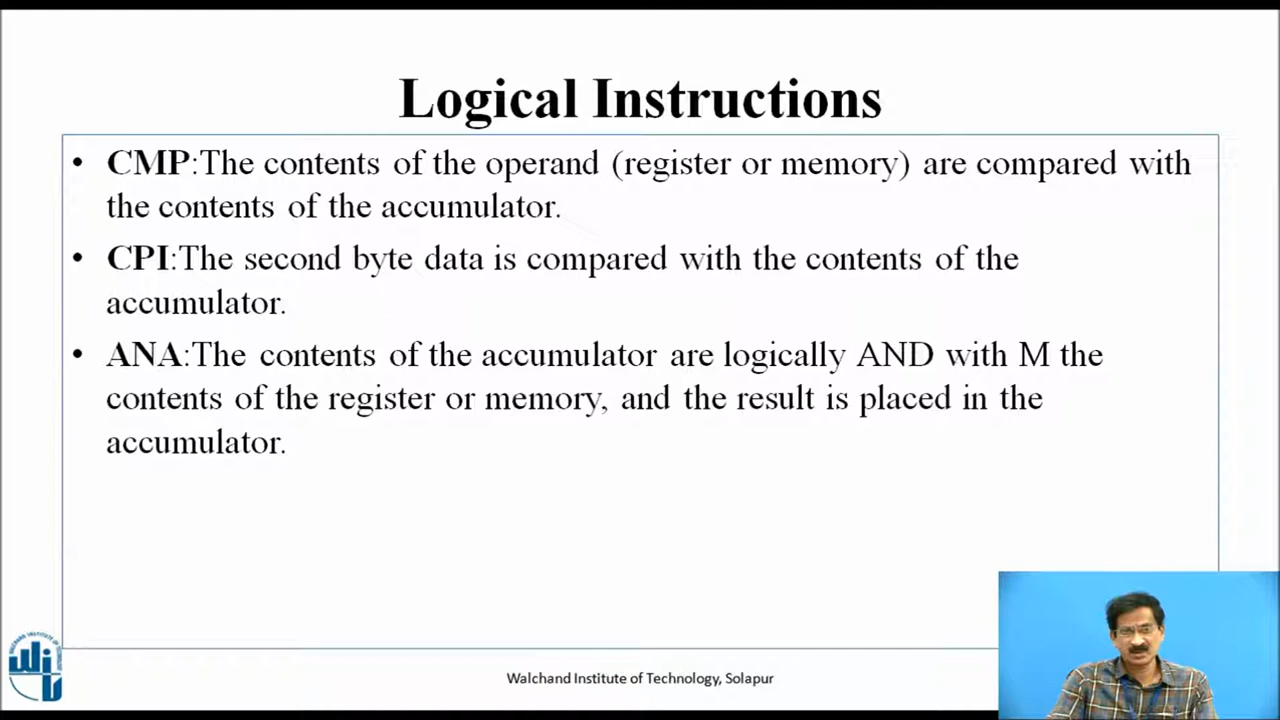 Logical Instructions
• CMP:The contents of the operand (register or memory) are compared with
the contents of the accumulator.
• CPI:The second byte data is compared with the contents of the
accumulator.
• ANA:The contents of the accumulator are logically AND with M the
contents of the register or memory, and the result is placed in the
accumulator.
Walchand Institute of Technology, Solapur